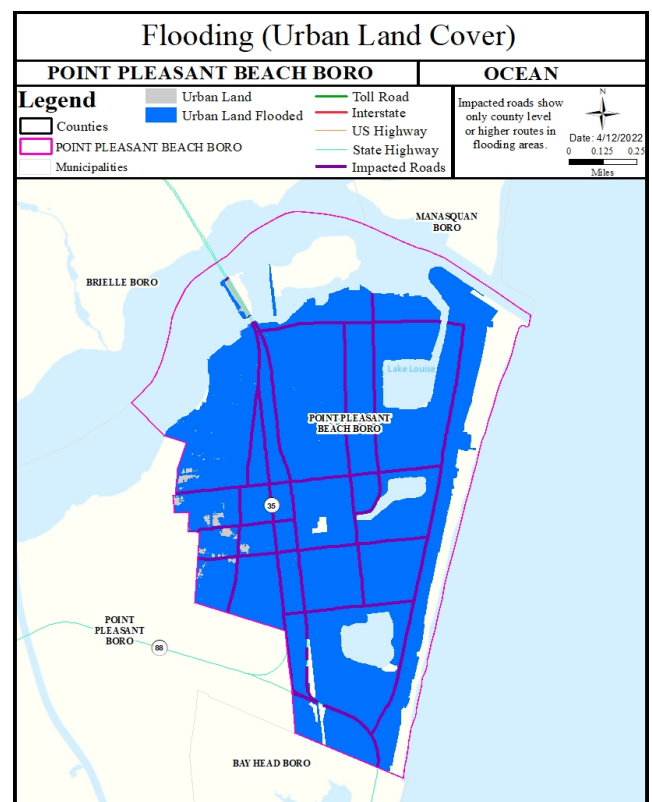 Flooding (Urban Land Cover)
POINT PLEASANT BEACH BORO
OCEAN
Legend
Counties
POINT PLEASANT BEACH BORO
Municipalities
Urban Land
Urban Land Flooded
Toll Road
Interstate
US Highway
State Highway
Impacted Roads
Impacted roads show
only county level
or higher routes in
flooding areas.
N
Date: 4/12/2022
0 0.125 0.25
Miles
MANASQUAN
BORO
BRIELLE BORO
Lake Louise
POINT PLEASANT
BEACH BORO
35
POINT
PLEASANT
BORO
88
BAY HEAD BORO